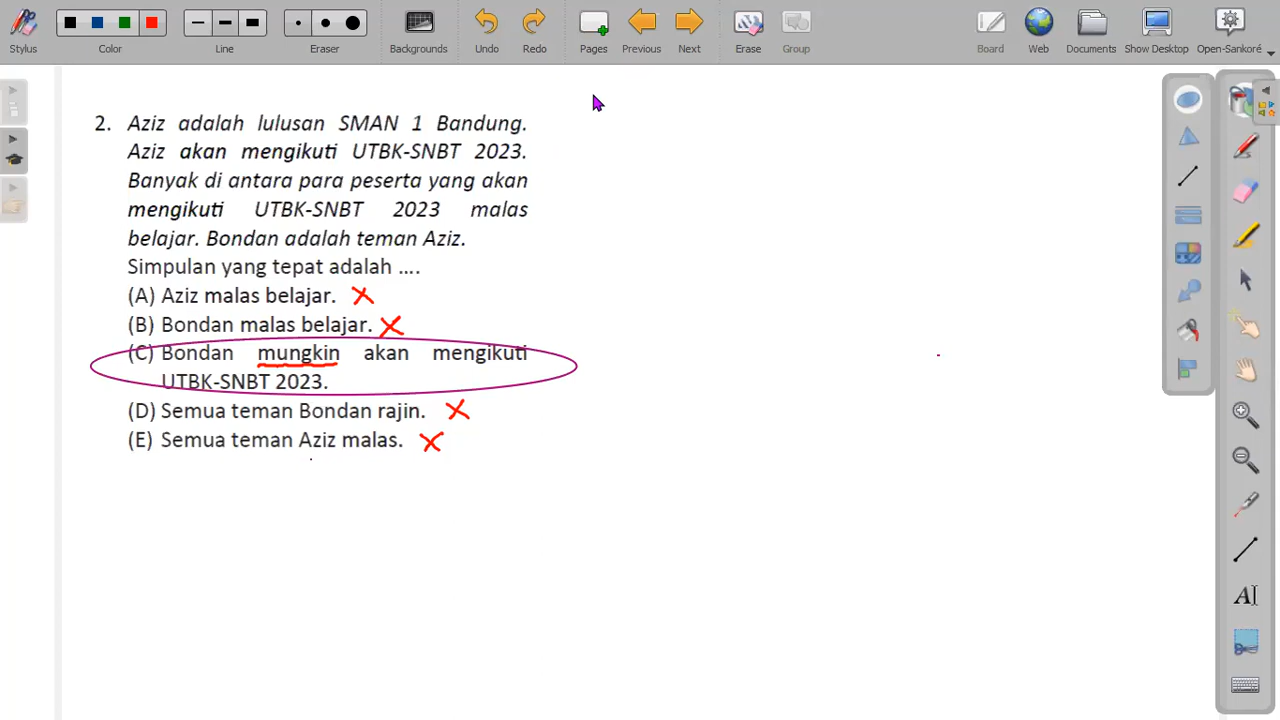 Stylus Color Line Eraser Backgrounds Undo Redo Pages Previous Next Erase Group Board Web Documents Show Desktop Open-Sankoré
2. Aziz adalah lulusan SMAN 1 Bandung.
Aziz akan mengikuti UTBK-SNBT 2023.
Banyak di antara para peserta yang akan
mengikuti UTBK-SNBT 2023 malas
belajar. Bondan adalah teman Aziz.
Simpulan yang tepat adalah ....
(A) Aziz malas belajar.
(B) Bondan malas belajar.
(C) Bondan mungkin akan mengikuti
UTBK-SNBT 2023.
(D) Semua teman Bondan rajin.
(E) Semua teman Aziz malas.